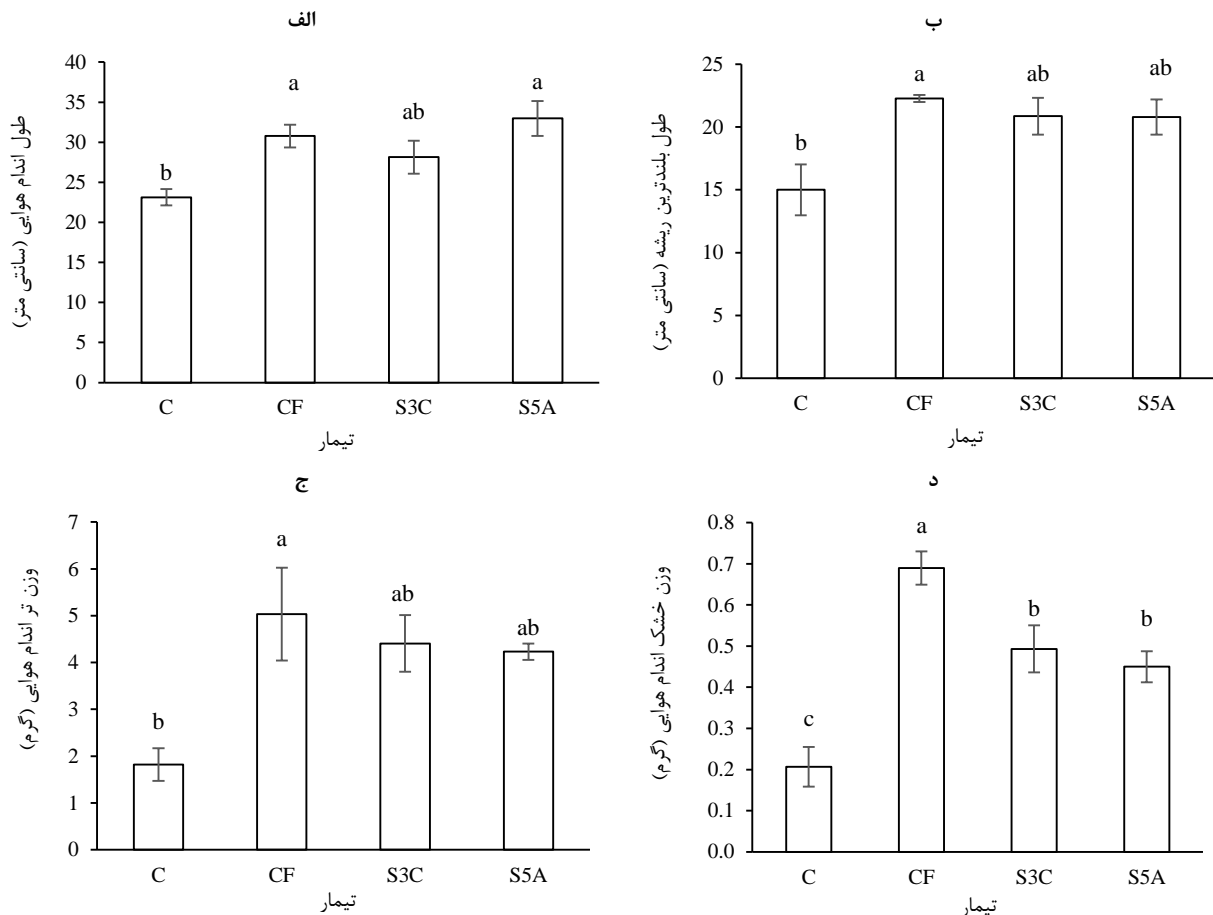 الف
طول اندام هوایی (سانتی متر)
40
35
30
25
20
15
10
5
0
b
a
ab
a
C CF S3C S5A
تیمار
ب
طول بلندترین ریشه (سانتی متر)
25
20
15
10
5
0
b
a
ab
ab
C CF S3C S5A
تیمار
ج
وزن تر اندام هوایی (گرم)
7
6
5
4
3
2
1
0
b
a
ab
ab
C CF S3C S5A
تیمار
د
وزن خشک اندام هوایی (گرم)
0.8
0.7
0.6
0.5
0.4
0.3
0.2
0.1
0.0
c
a
b
b
C CF S3C S5A
تیمار